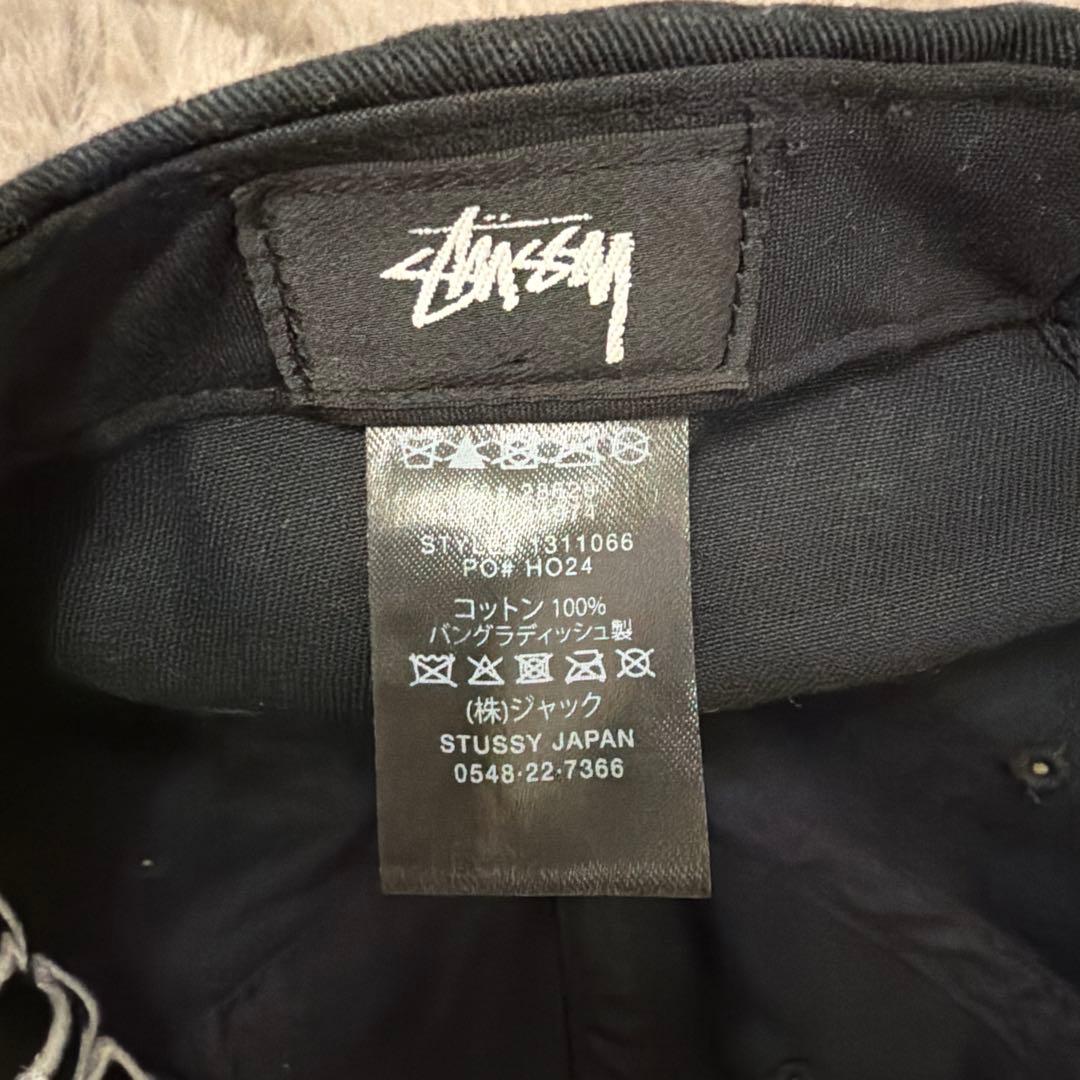 Stüssy
STYLE# 1311066
PO# HO24
コットン 100%
バングラディッシュ製
(株)ジャック
STUSSY JAPAN
0548·22·7366